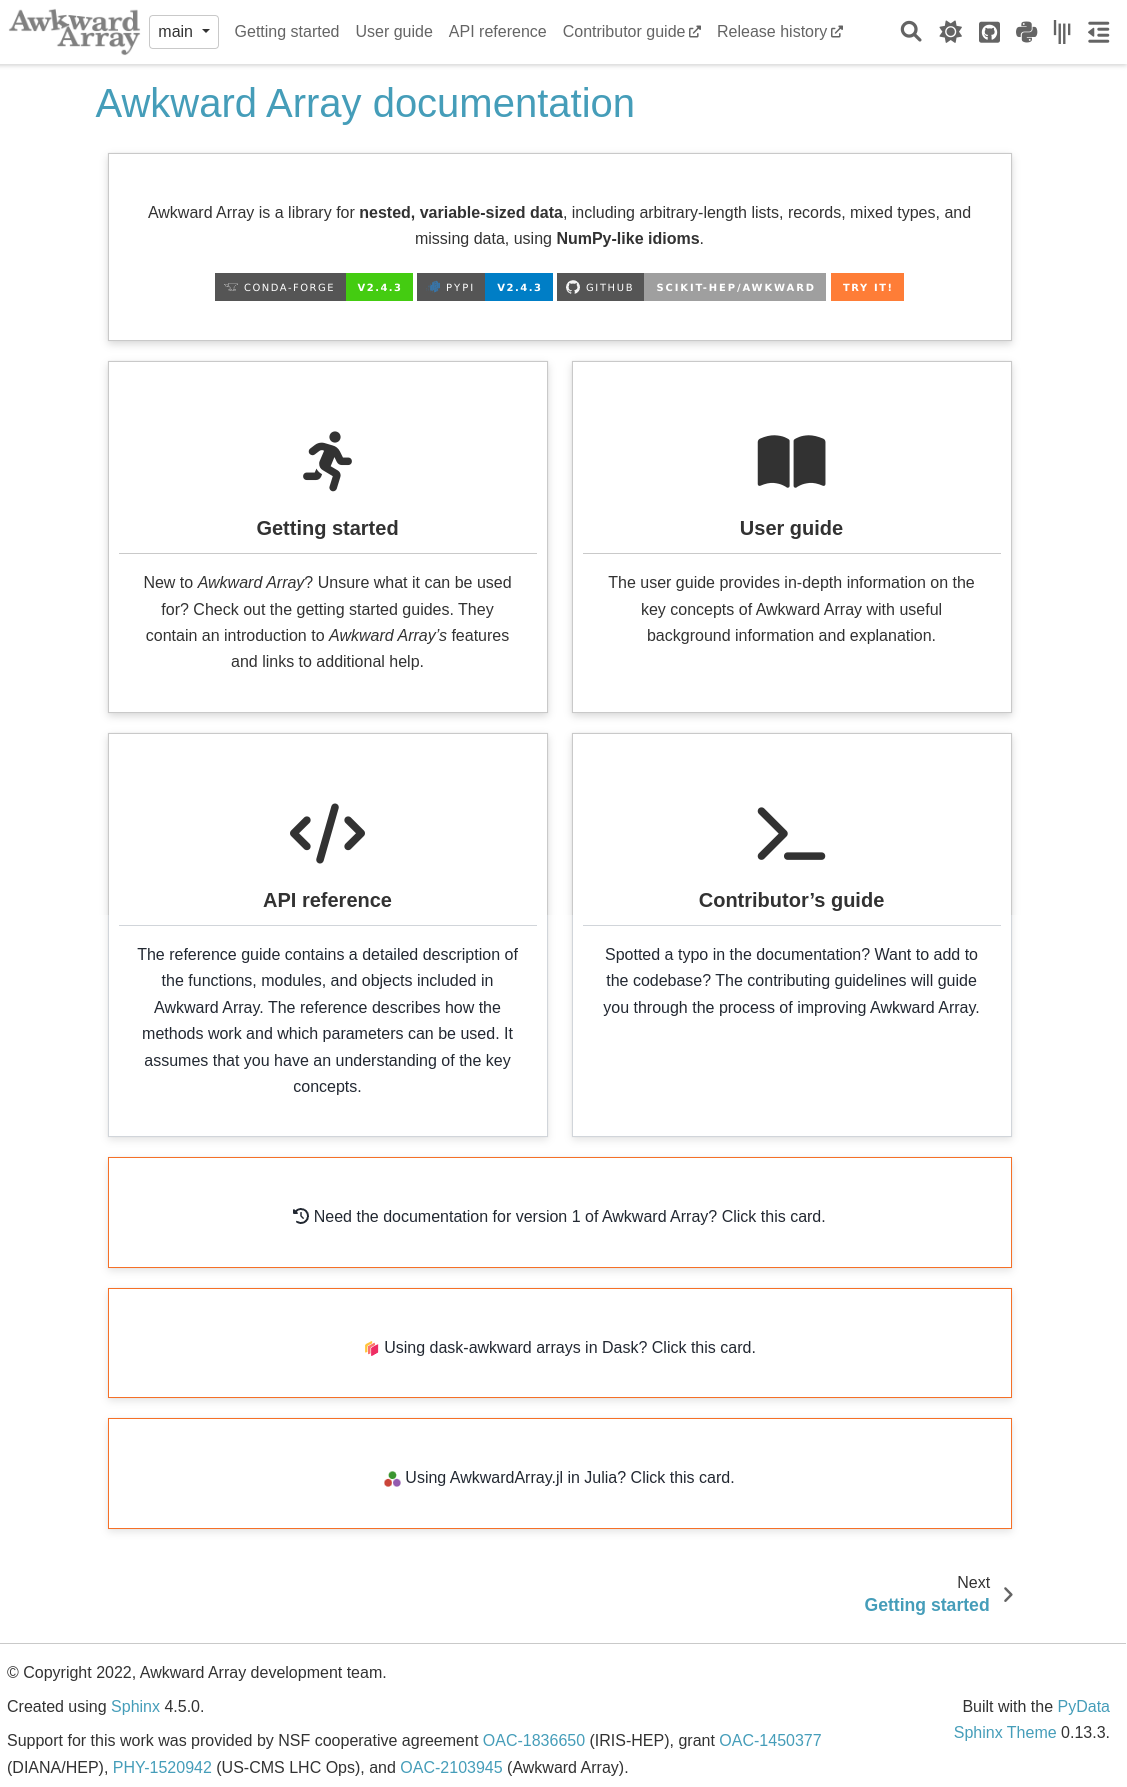 Awkward
Array
main
Getting started
User guide
API reference
Contributor guide
Release history
Awkward Array documentation
Awkward Array is a library for nested, variable-sized data, including arbitrary-length lists, records, mixed types, and
missing data, using NumPy-like idioms.
CONDA-FORGE V2.4.3 PYPI V2.4.3 GITHUB SCIKIT-HEP/AWKWARD TRY IT!
Getting started
New to Awkward Array? Unsure what it can be used
for? Check out the getting started guides. They
contain an introduction to Awkward Array’s features
and links to additional help.
User guide
The user guide provides in-depth information on the
key concepts of Awkward Array with useful
background information and explanation.
API reference
The reference guide contains a detailed description of
the functions, modules, and objects included in
Awkward Array. The reference describes how the
methods work and which parameters can be used. It
assumes that you have an understanding of the key
concepts.
Contributor’s guide
Spotted a typo in the documentation? Want to add to
the codebase? The contributing guidelines will guide
you through the process of improving Awkward Array.
Need the documentation for version 1 of Awkward Array? Click this card.
Using dask-awkward arrays in Dask? Click this card.
Using AwkwardArray.jl in Julia? Click this card.
Next
Getting started
© Copyright 2022, Awkward Array development team.
Created using Sphinx 4.5.0.
Support for this work was provided by NSF cooperative agreement OAC-1836650 (IRIS-HEP), grant OAC-1450377
(DIANA/HEP), PHY-1520942 (US-CMS LHC Ops), and OAC-2103945 (Awkward Array).
Built with the PyData
Sphinx Theme 0.13.3.